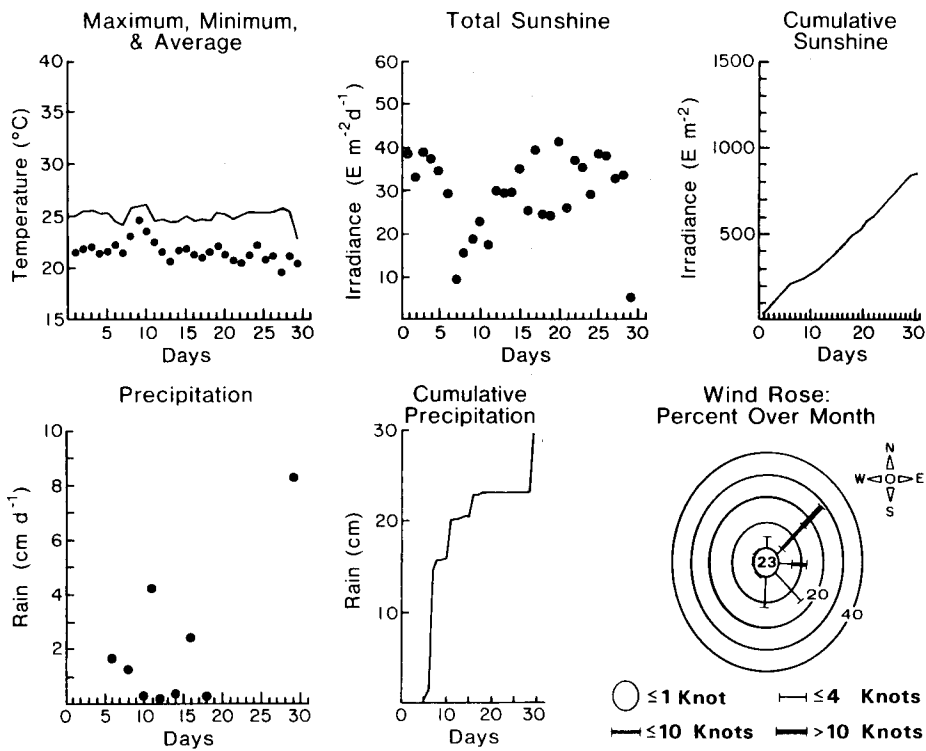 Maximum, Minimum,
& Average
40
35
30
25
20
15
Temperature (°C)
0 5 10 15 20 25 30
Days
Total Sunshine
60
50
40
30
20
10
Irradiance (E m⁻²d⁻¹)
0 10 20 30
Days
Cumulative
Sunshine
1500
1000
500
Irradiance (E m⁻²)
0 10 20 30
Days
Precipitation
10
8
6
4
2
Rain (cm d⁻¹)
0 5 10 15 20 25 30
Days
Cumulative
Precipitation
30
20
10
Rain (cm)
0 10 20 30
Days
Wind Rose:
Percent Over Month
N
W E
S
23
20
40
≤1 Knot
≤4 Knots
≤10 Knots
>10 Knots